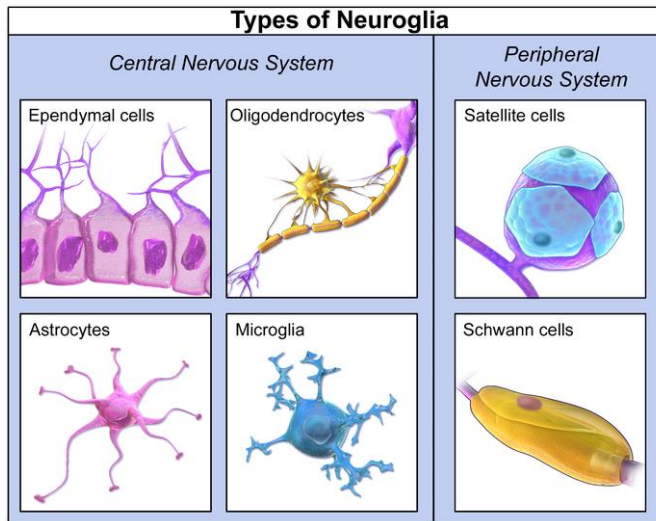 Types of Neuroglia
Central Nervous System
Peripheral
Nervous System
Ependymal cells
Oligodendrocytes
Satellite cells
Astrocytes
Microglia
Schwann cells